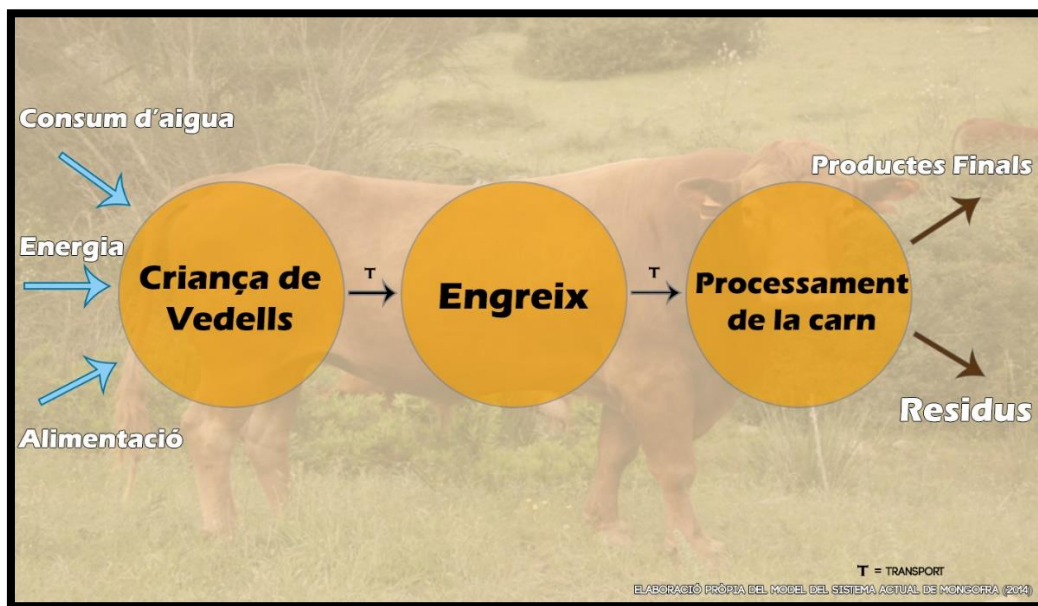 Consum d'aigua
Energia
Alimentació
Criança de
Vedells
T
Engreix
T
Processament
de la carn
Productes Finals
Residus
T = TRANSPORT
ELABORACIÓ PRÒPIA DEL MODEL DEL SISTEMA ACTUAL DE MONGOFRA (2014)